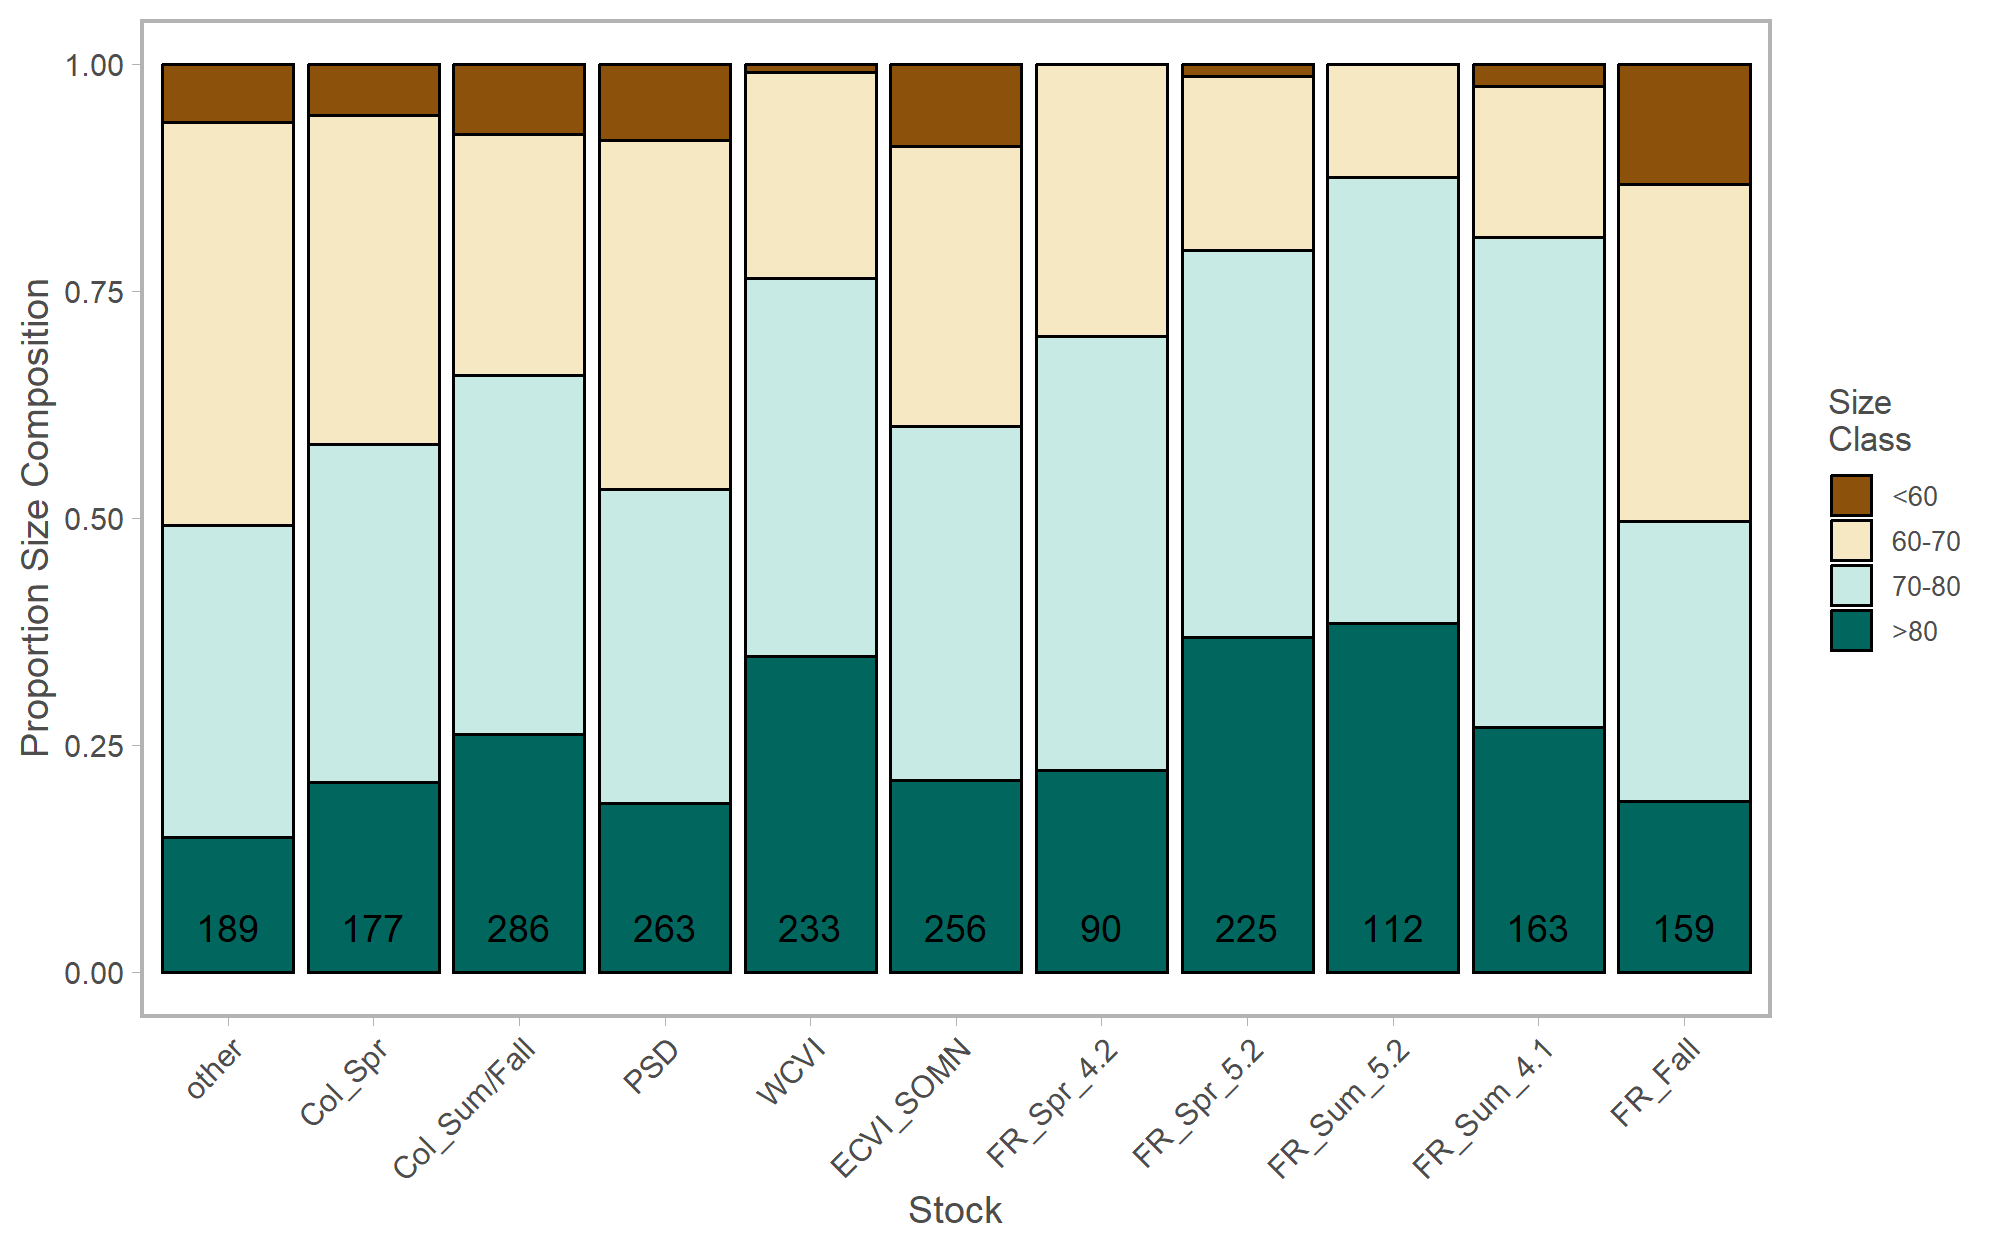 Proportion Size Composition
1.00
0.75
0.50
0.25
0.00
189 177 286 263 233 256 90 225 112 163 159
other Col_Spr Col_Sum/Fall PSD WCVI ECVI_SOMN FR_Spr_4.2 FR_Spr_5.2 FR_Sum_5.2 FR_Sum_4.1 FR_Fall
Stock
Size
Class
<60
60-70
70-80
>80